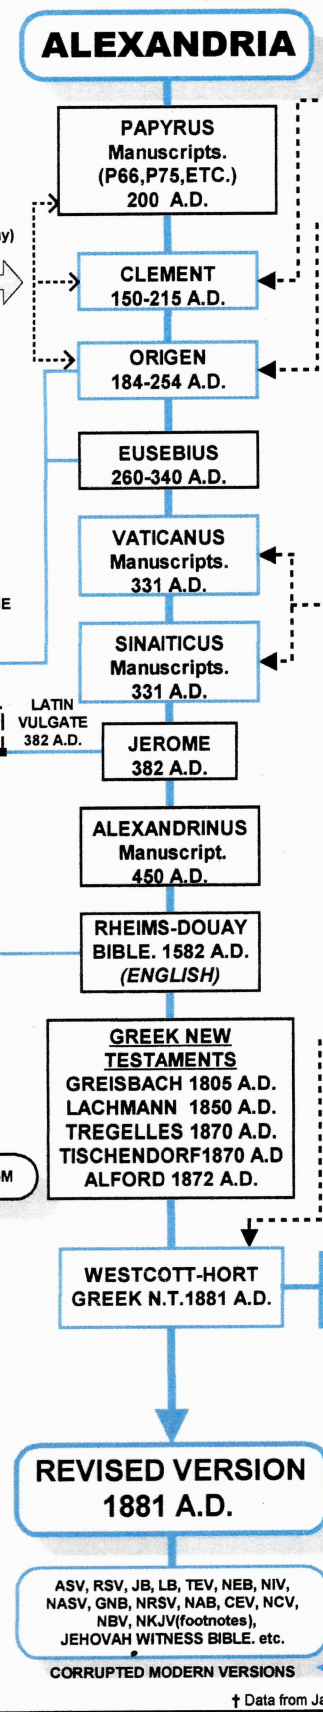 ALEXANDRIA
PAPYRUS
Manuscripts.
(P66,P75,ETC.)
200 A.D.
CLEMENT
150-215 A.D.
ORIGEN
184-254 A.D.
EUSEBIUS
260-340 A.D.
VATICANUS
Manuscripts.
331 A.D.
SINAITICUS
Manuscripts.
331 A.D.
LATIN
VULGATE
382 A.D.
JEROME
382 A.D.
ALEXANDRINUS
Manuscript.
450 A.D.
RHEIMS-DOUAY
BIBLE. 1582 A.D.
(ENGLISH)
GREEK NEW
TESTAMENTS
GREISBACH 1805 A.D.
LACHMANN 1850 A.D.
TREGELLES 1870 A.D.
TISCHENDORF1870 A.D
ALFORD 1872 A.D.
WESTCOTT-HORT
GREEK N.T.1881 A.D.
REVISED VERSION
1881 A.D.
ASV, RSV, JB, LB, TEV, NEB, NIV,
NASV, GNB, NRSV, NAB, CEV, NCV,
NBV, NKJV(footnotes),
JEHOVAH WITNESS BIBLE. etc.
CORRUPTED MODERN VERSIONS
† Data from